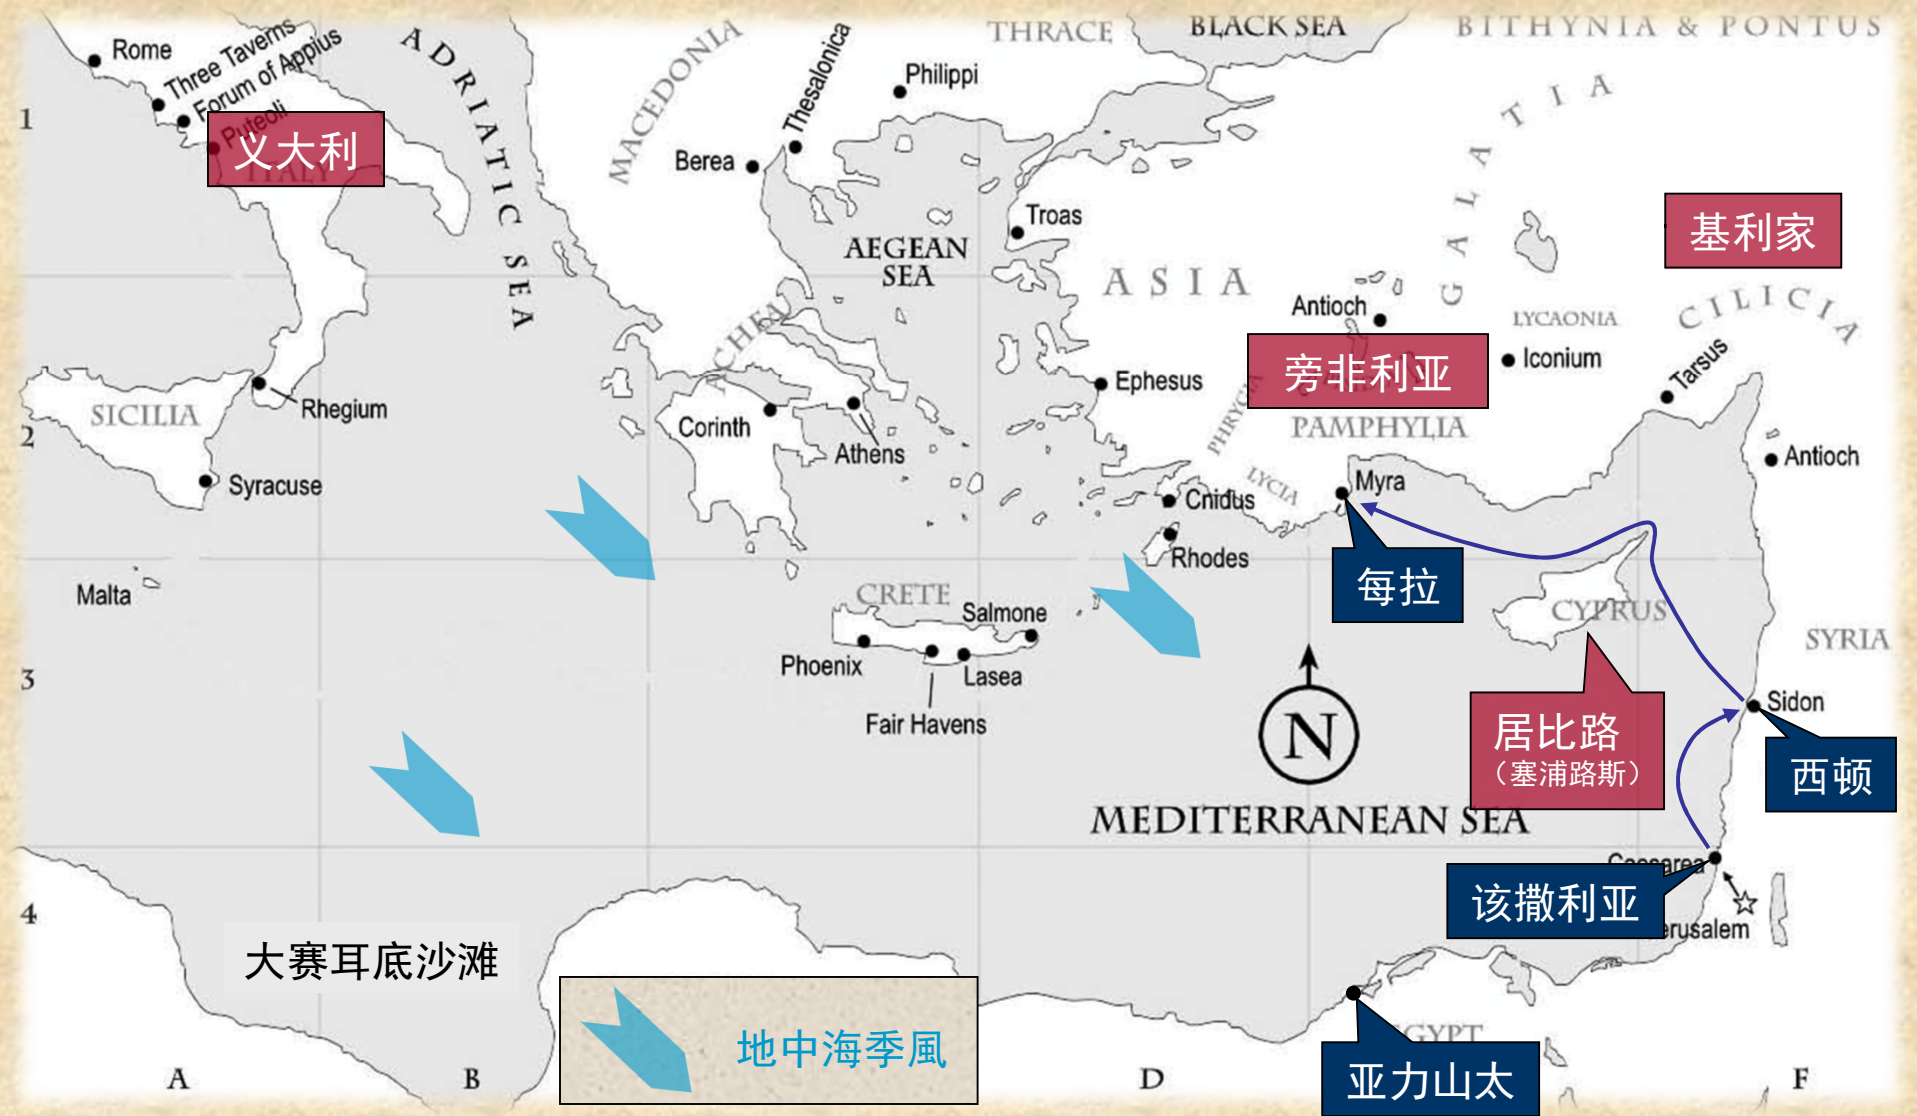 BLACK SEA
BITHYNIA & PONTUS
THRACE
Rome
Three Taverns
Forum of Appius
Puteoli
义大利
ITALY
ADRIATIC SEA
MACEDONIA
Thesalonica
Philippi
Berea
1
GALATIA
Troas
基利家
AEGEAN
SEA
ASIA
Antioch
LYCAONIA
CILICIA
ACHEA
旁非利亚
Iconium
Tarsus
Ephesus
PHRYCIA
SICILIA
Rhegium
2
Corinth
Athens
PAMPHYLIA
Antioch
Syracuse
Cnidus
LYCIA
Myra
Rhodes
每拉
Malta
CRETE
Salmone
CYPRUS
SYRIA
Phoenix
Lasea
3
Fair Havens
N
Sidon
居比路
（塞浦路斯）
西顿
MEDITERRANEAN SEA
Caesarea
该撒利亚
4
erusalem
大赛耳底沙滩
地中海季風
GYPT
亚力山太
A
B
D
F